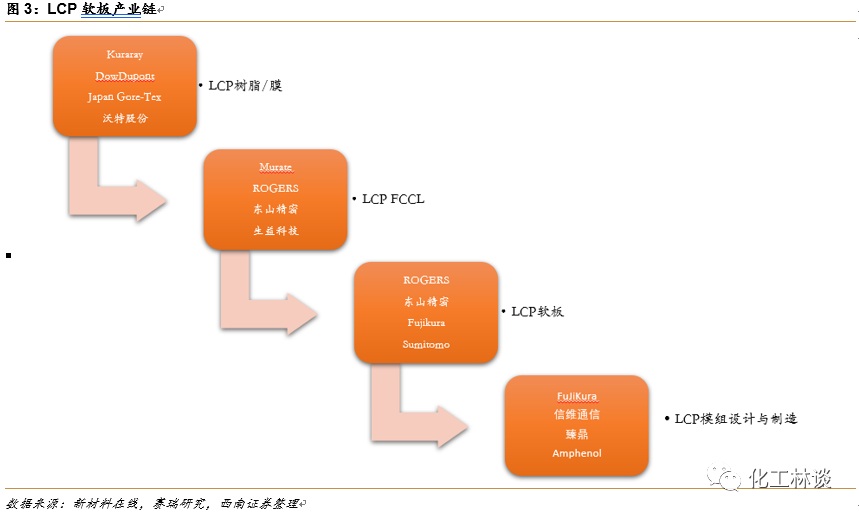 图 3：LCP 软板产业链
Kuraray
DowDupont
Japan Gore-Tex
沃特股份
• LCP树脂/膜
Murate
ROGERS
东山精密
生益科技
• LCP FCCL
ROGERS
东山精密
Fujikura
Sumitomo
• LCP软板
FuJiKura
信维通信
臻鼎
Amphenol
• LCP模组设计与制造
化工林谈
数据来源：新材料在线，赛瑞研究，西南证券整理